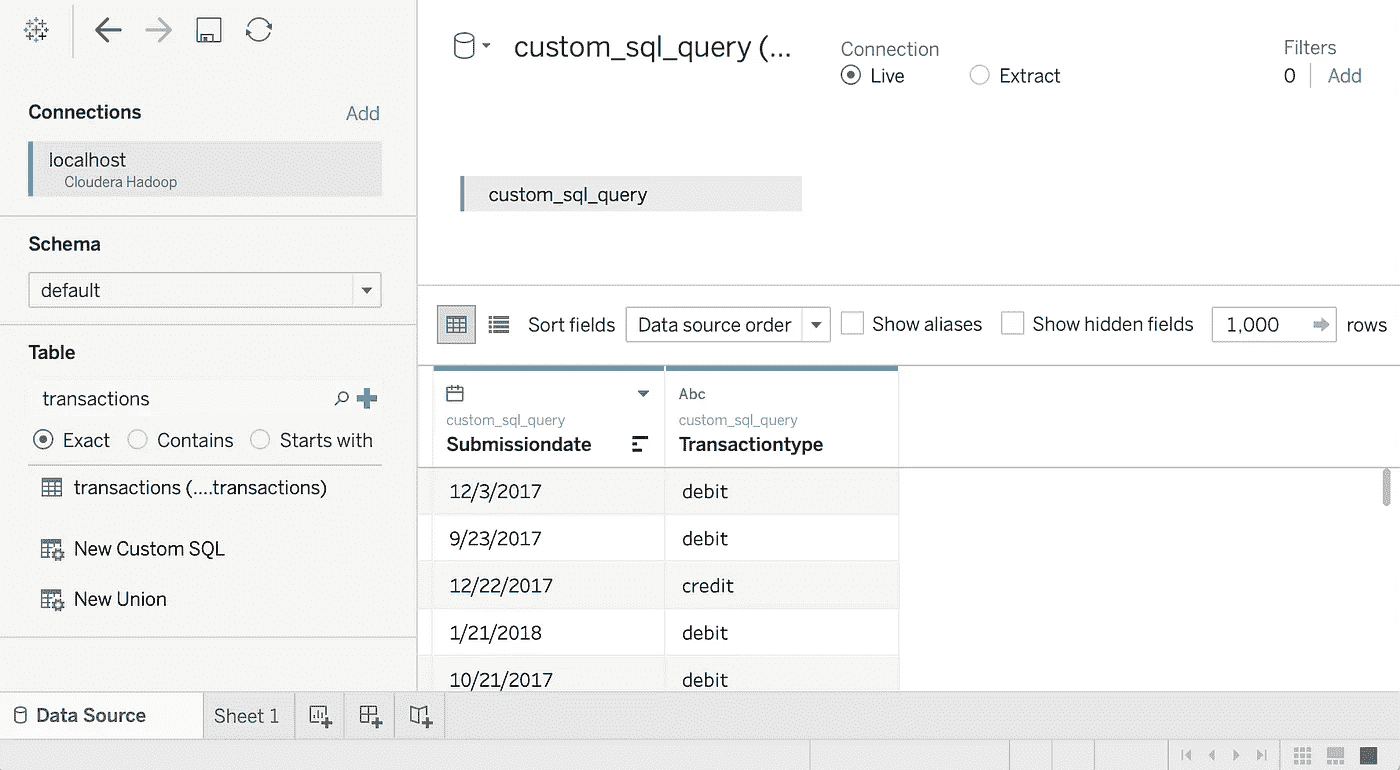 custom_sql_query (...
Connection
Live
Extract
Filters
0
Add
Connections
Add
localhost
Cloudera Hadoop
custom_sql_query
Schema
default
Table
transactions
Exact
Contains
Starts with
transactions (....transactions)
New Custom SQL
New Union
Sort fields
Data source order
Show aliases
Show hidden fields
1,000
rows
Abc
custom_sql_query
custom_sql_query
Submissiondate
Transactiontype
12/3/2017
debit
9/23/2017
debit
12/22/2017
credit
1/21/2018
debit
10/21/2017
debit
Data Source
Sheet 1